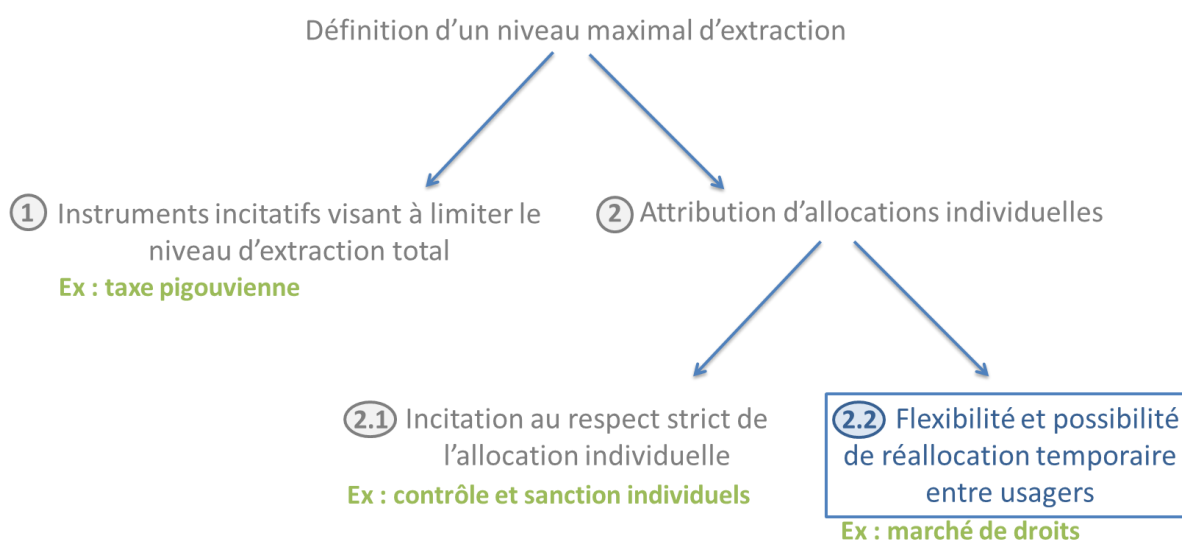 Définition d’un niveau maximal d’extraction
1 Instruments incitatifs visant à limiter le
niveau d’extraction total
Ex : taxe pigouvienne
2 Attribution d’allocations individuelles
2.1 Incitation au respect strict de
l’allocation individuelle
Ex : contrôle et sanction individuels
2.2 Flexibilité et possibilité
de réallocation temporaire
entre usagers
Ex : marché de droits